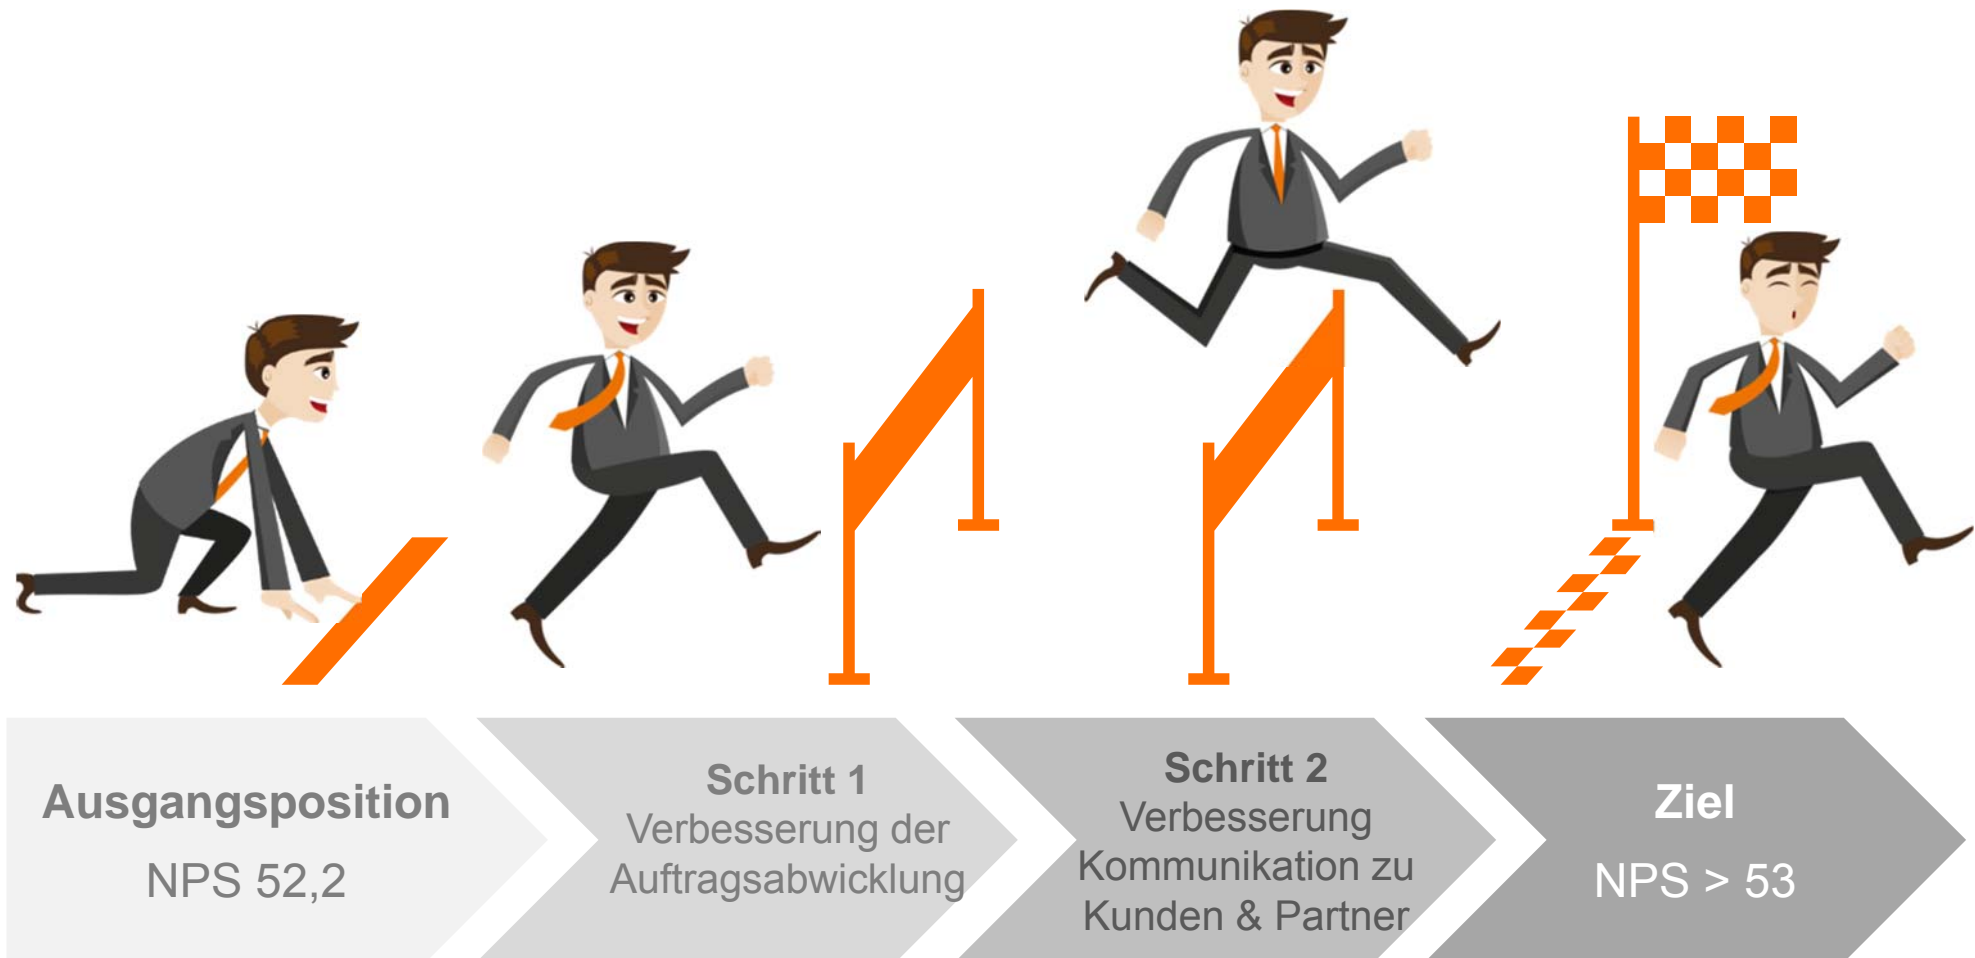 Ausgangsposition
NPS 52,2
Schritt 1
Verbesserung der
Auftragsabwicklung
Schritt 2
Verbesserung
Kommunikation zu
Kunden & Partner
Ziel
NPS > 53